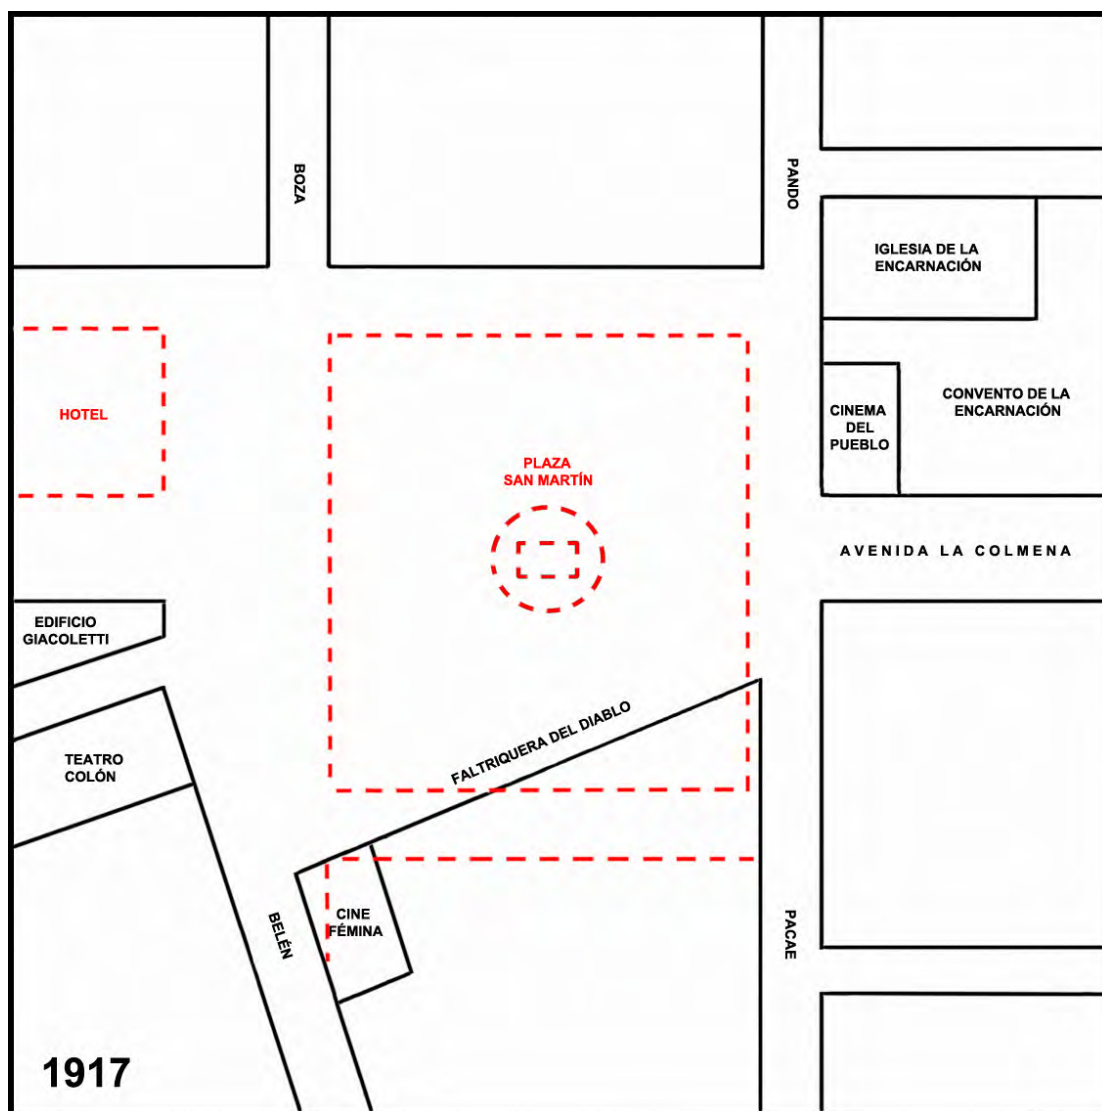 BOZA
PANDO
IGLESIA DE LA
ENCARNACIÓN
HOTEL
CINEMA
DEL
PUEBLO
CONVENTO DE LA
ENCARNACIÓN
PLAZA
SAN MARTÍN
AVENIDA LA COLMENA
EDIFICIO
GIACOLETTI
FALTRIQUERA DEL DIABLO
TEATRO
COLÓN
CINE
FÉMINA
BELÉN
PACAE
1917